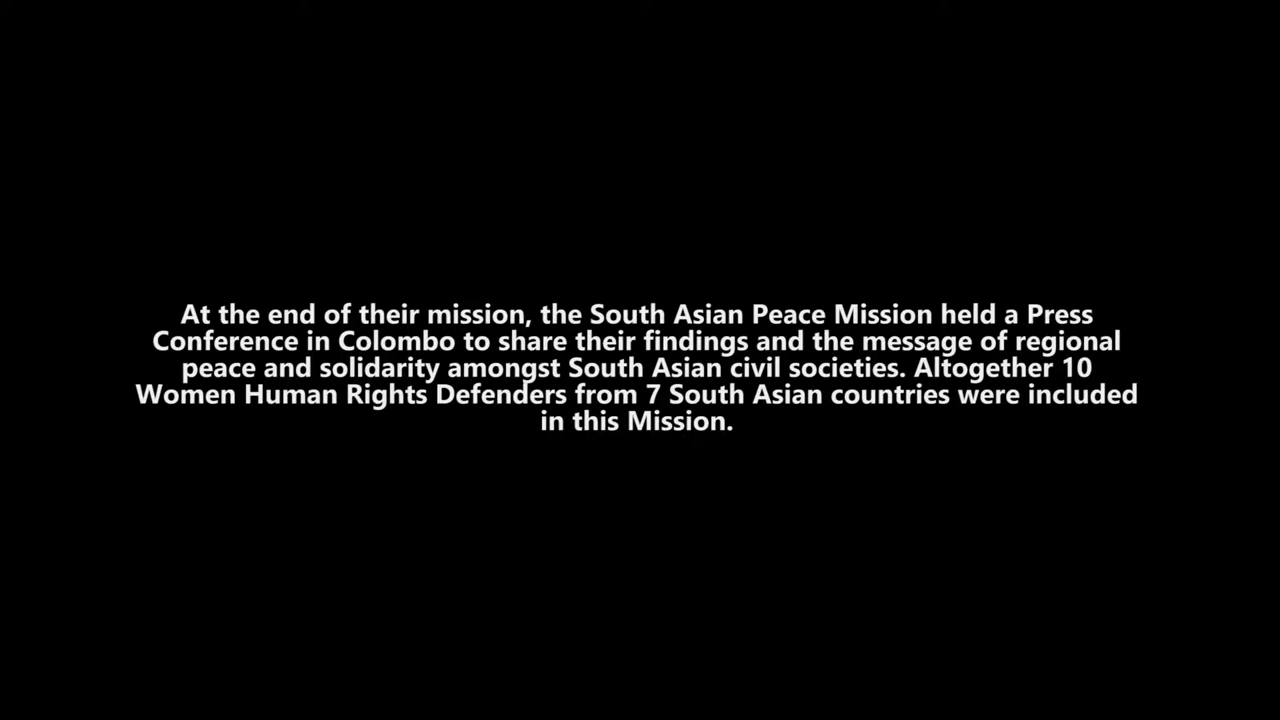 At the end of their mission, the South Asian Peace Mission held a Press
Conference in Colombo to share their findings and the message of regional
peace and solidarity amongst South Asian civil societies. Altogether 10
Women Human Rights Defenders from 7 South Asian countries were included
in this Mission.